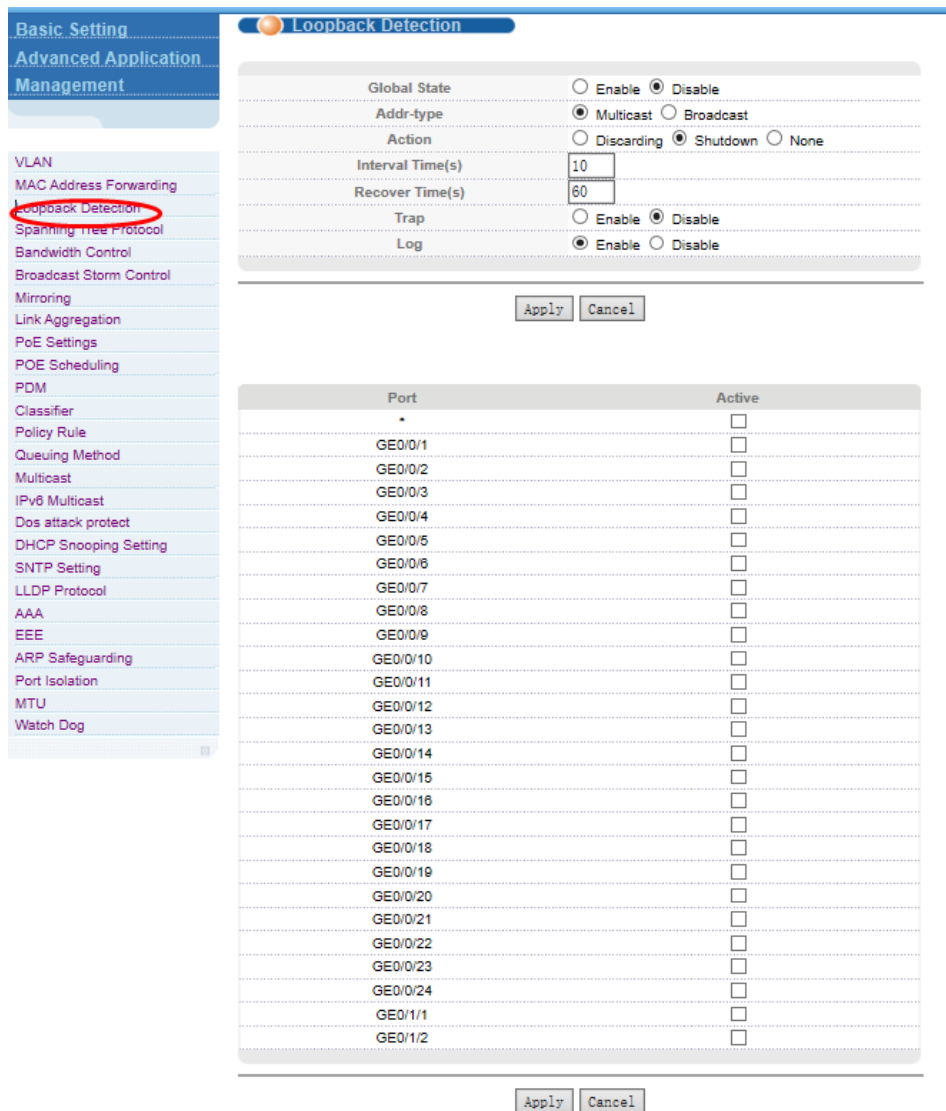 Basic Setting
Advanced Application
Management
VLAN
MAC Address Forwarding
Loopback Detection
Spanning Tree Protocol
Bandwidth Control
Broadcast Storm Control
Mirroring
Link Aggregation
PoE Settings
POE Scheduling
PDM
Classifier
Policy Rule
Queuing Method
Multicast
IPv6 Multicast
Dos attack protect
DHCP Snooping Setting
SNTP Setting
LLDP Protocol
AAA
EEE
ARP Safeguarding
Port Isolation
MTU
Watch Dog
Loopback Detection
Global State Enable Disable
Addr-type Multicast Broadcast
Action Discarding Shutdown None
Interval Time(s) 10
Recover Time(s) 60
Trap Enable Disable
Log Enable Disable
Apply Cancel
Port Active
*
GE0/0/1
GE0/0/2
GE0/0/3
GE0/0/4
GE0/0/5
GE0/0/6
GE0/0/7
GE0/0/8
GE0/0/9
GE0/0/10
GE0/0/11
GE0/0/12
GE0/0/13
GE0/0/14
GE0/0/15
GE0/0/16
GE0/0/17
GE0/0/18
GE0/0/19
GE0/0/20
GE0/0/21
GE0/0/22
GE0/0/23
GE0/0/24
GE0/1/1
GE0/1/2
Apply Cancel